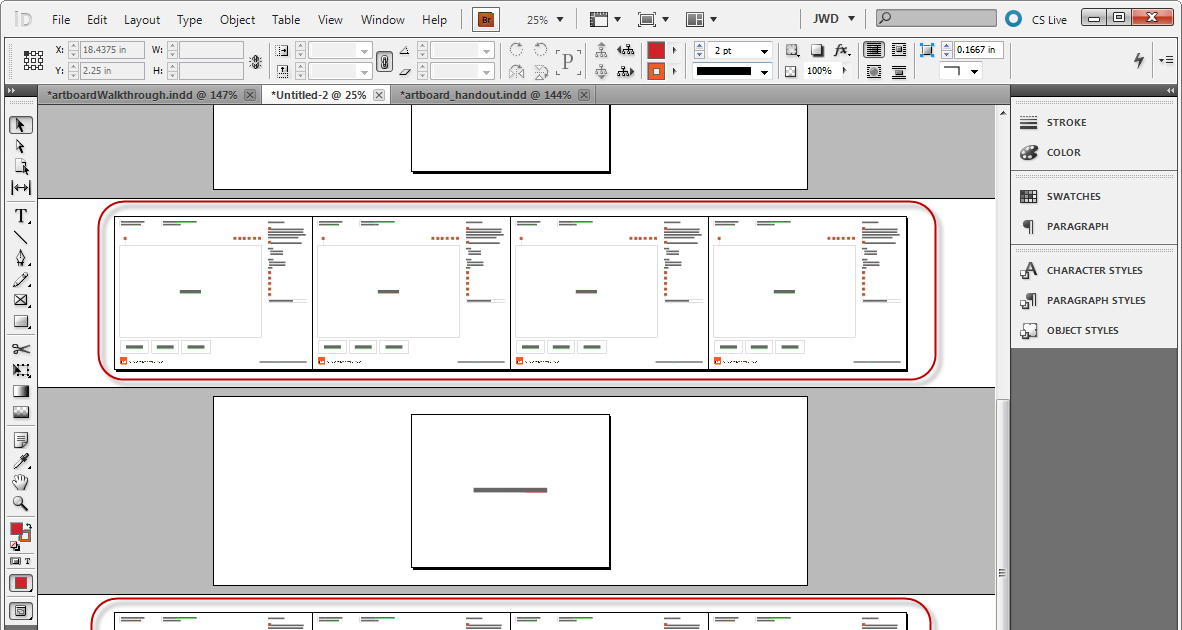 iD File Edit Layout Type Object Table View Window Help Br 25% JWD CS Live
X: 18.4375 in W: 2 pt fx. 0.1667 in
Y: 2.25 in H: P 100%
*artboardWalkthrough.indd @ 147% *Untitled-2 @ 25% *artboard_handout.indd @ 144%
STROKE
COLOR
SWATCHES
PARAGRAPH
CHARACTER STYLES
PARAGRAPH STYLES
OBJECT STYLES